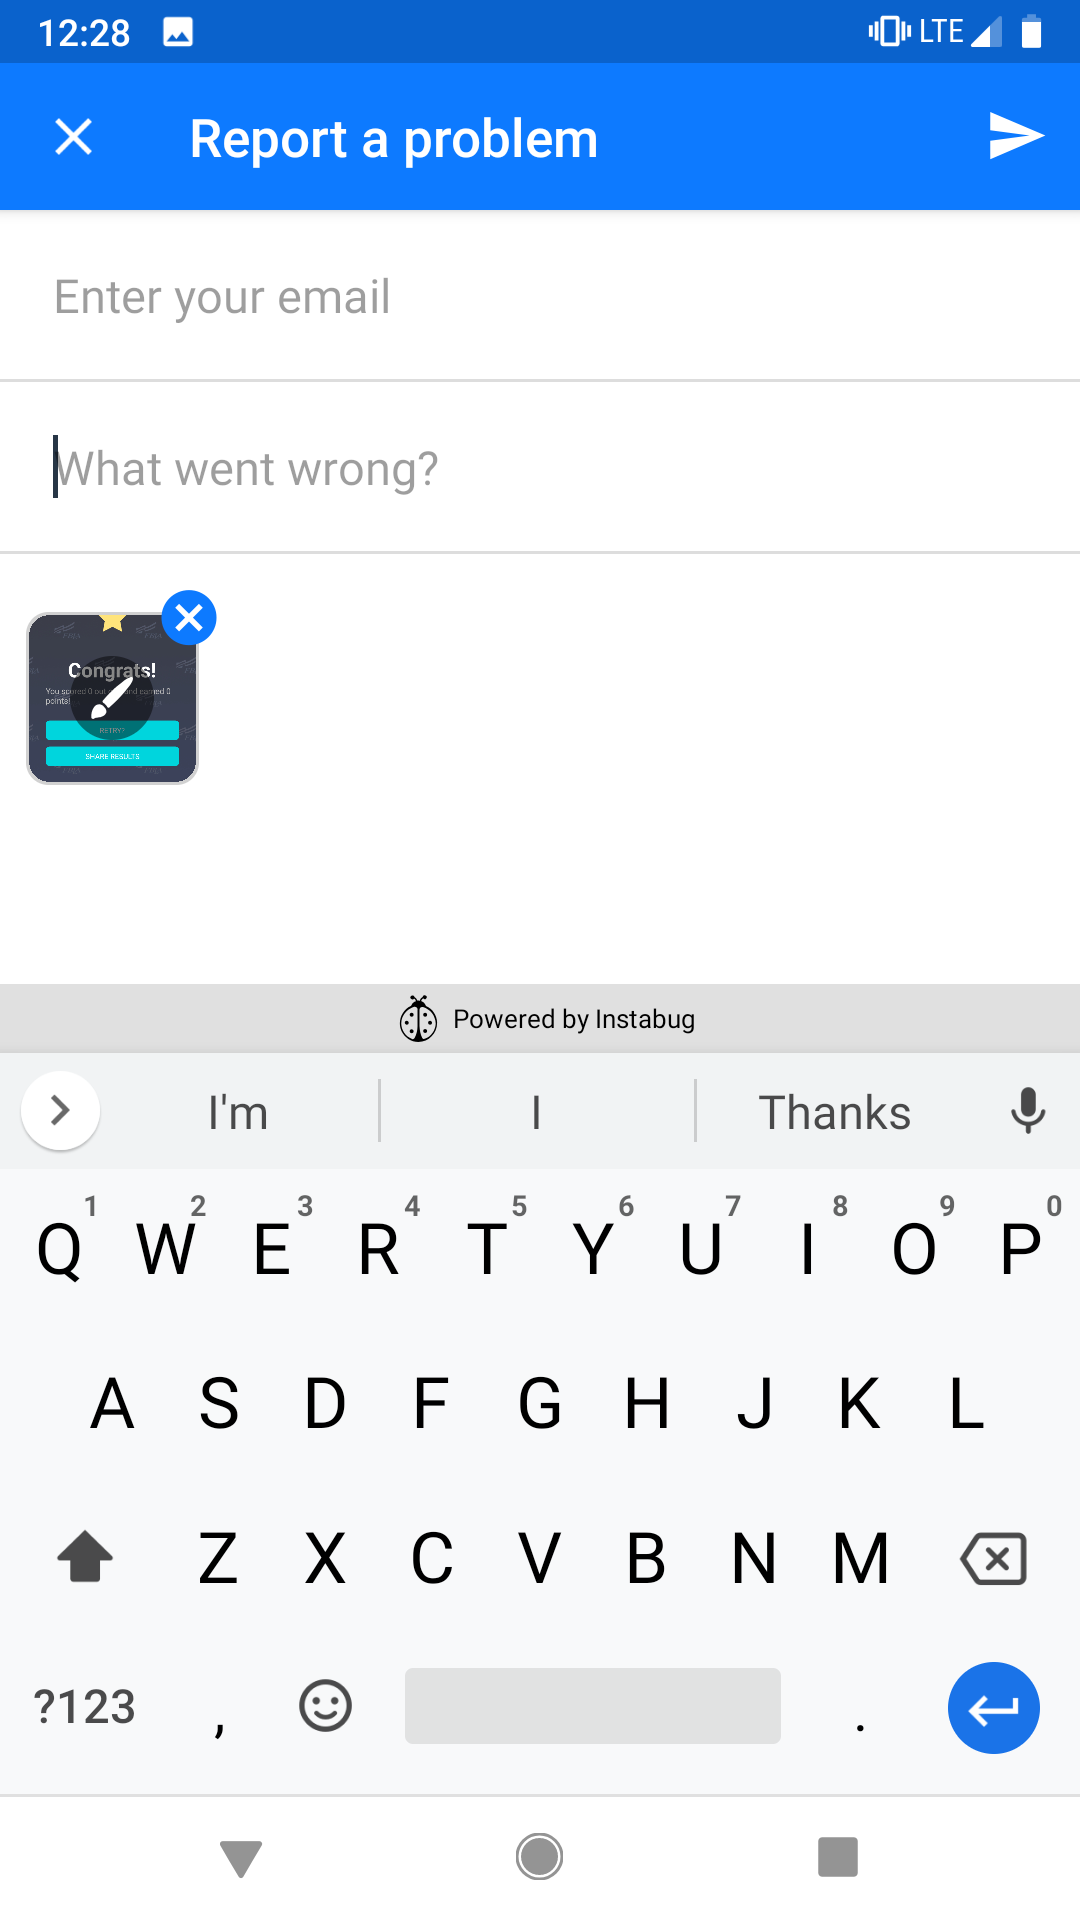 12:28 LTE
Report a problem
Enter your email
What went wrong?
Congrats!
You scored 0 out and earned 0
points!
RETRY?
SHARE RESULTS
Powered by Instabug
I'm I Thanks
1 2 3 4 5 6 7 8 9 0
Q W E R T Y U I O P
A S D F G H J K L
Z X C V B N M
?123 , .